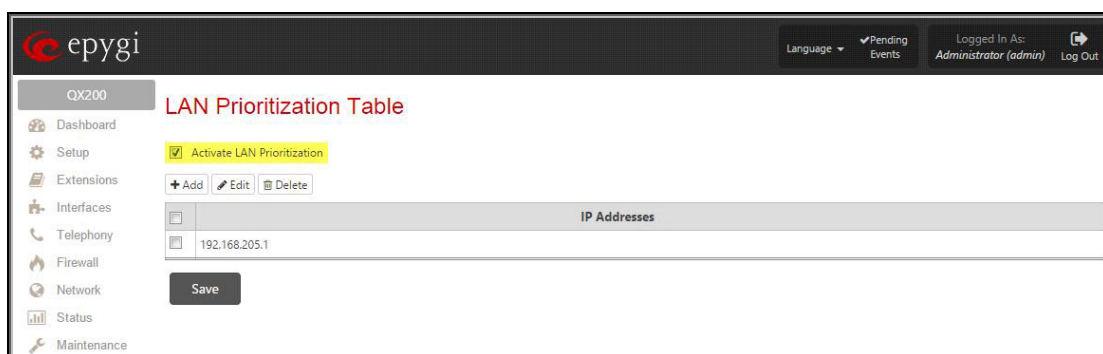 epygi
Language
Pending
Events
Logged In As:
Administrator (admin)
Log Out
QX200
Dashboard
Setup
Extensions
Interfaces
Telephony
Firewall
Network
Status
Maintenance
LAN Prioritization Table
Activate LAN Prioritization
Add Edit Delete
IP Addresses
192.168.205.1
Save